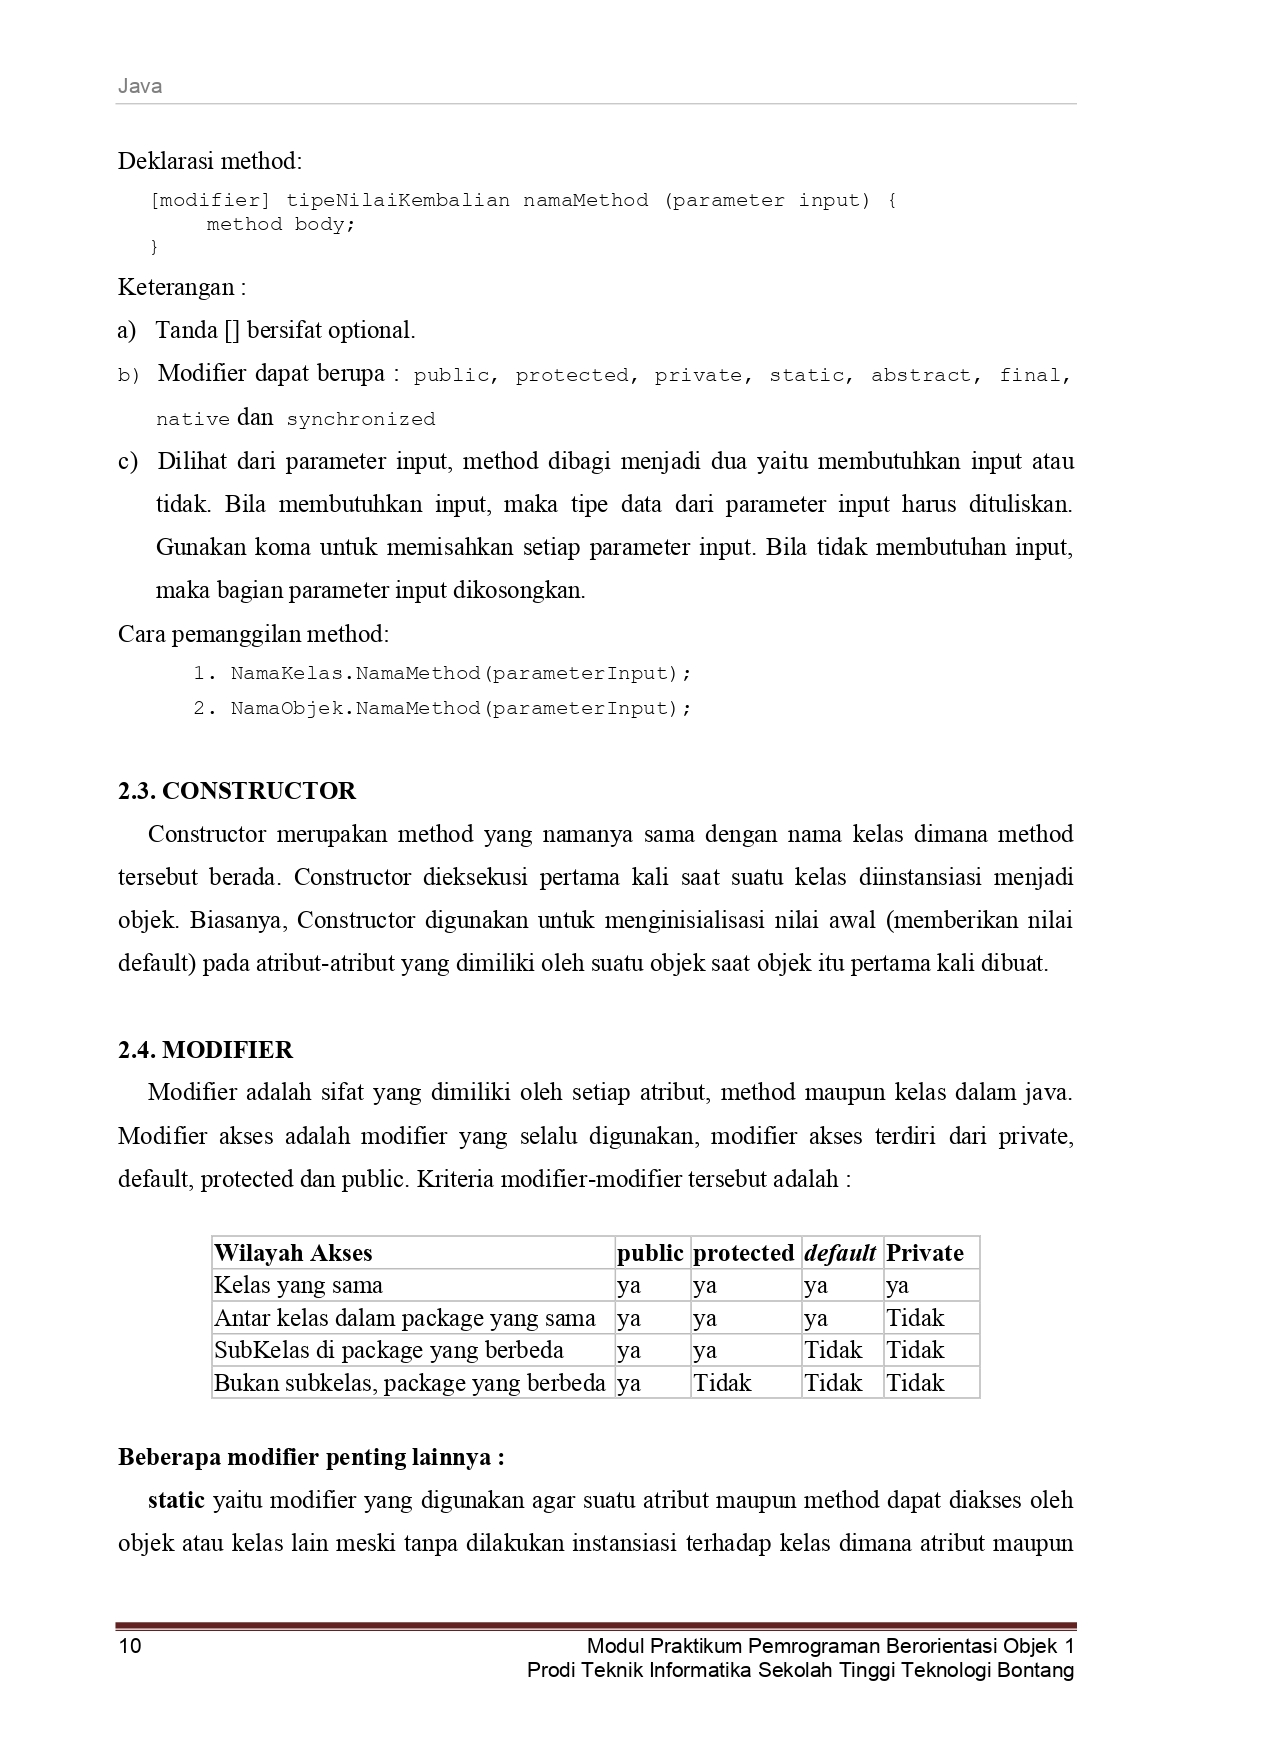 Java
Deklarasi method:
[modifier] tipeNilaiKembalian namaMethod (parameter input) {
method body;
}
Keterangan :
a) Tanda [] bersifat optional.
b) Modifier dapat berupa : public, protected, private, static, abstract, final,
native dan synchronized
c) Dilihat dari parameter input, method dibagi menjadi dua yaitu membutuhkan input atau
tidak. Bila membutuhkan input, maka tipe data dari parameter input harus dituliskan.
Gunakan koma untuk memisahkan setiap parameter input. Bila tidak membutuhan input,
maka bagian parameter input dikosongkan.
Cara pemanggilan method:
1. NamaKelas.NamaMethod(parameterInput);
2. NamaObjek.NamaMethod(parameterInput);
2.3. CONSTRUCTOR
Constructor merupakan method yang namanya sama dengan nama kelas dimana method
tersebut berada. Constructor dieksekusi pertama kali saat suatu kelas diinstansiasi menjadi
objek. Biasanya, Constructor digunakan untuk menginisialisasi nilai awal (memberikan nilai
default) pada atribut-atribut yang dimiliki oleh suatu objek saat objek itu pertama kali dibuat.
2.4. MODIFIER
Modifier adalah sifat yang dimiliki oleh setiap atribut, method maupun kelas dalam java.
Modifier akses adalah modifier yang selalu digunakan, modifier akses terdiri dari private,
default, protected dan public. Kriteria modifier-modifier tersebut adalah :
Wilayah Akses public protected default Private
Kelas yang sama ya ya ya ya
Antar kelas dalam package yang sama ya ya ya Tidak
SubKelas di package yang berbeda ya ya Tidak Tidak
Bukan subkelas, package yang berbeda ya Tidak Tidak Tidak
Beberapa modifier penting lainnya :
static yaitu modifier yang digunakan agar suatu atribut maupun method dapat diakses oleh
objek atau kelas lain meski tanpa dilakukan instansiasi terhadap kelas dimana atribut maupun
10 Modul Praktikum Pemrograman Berorientasi Objek 1
Prodi Teknik Informatika Sekolah Tinggi Teknologi Bontang